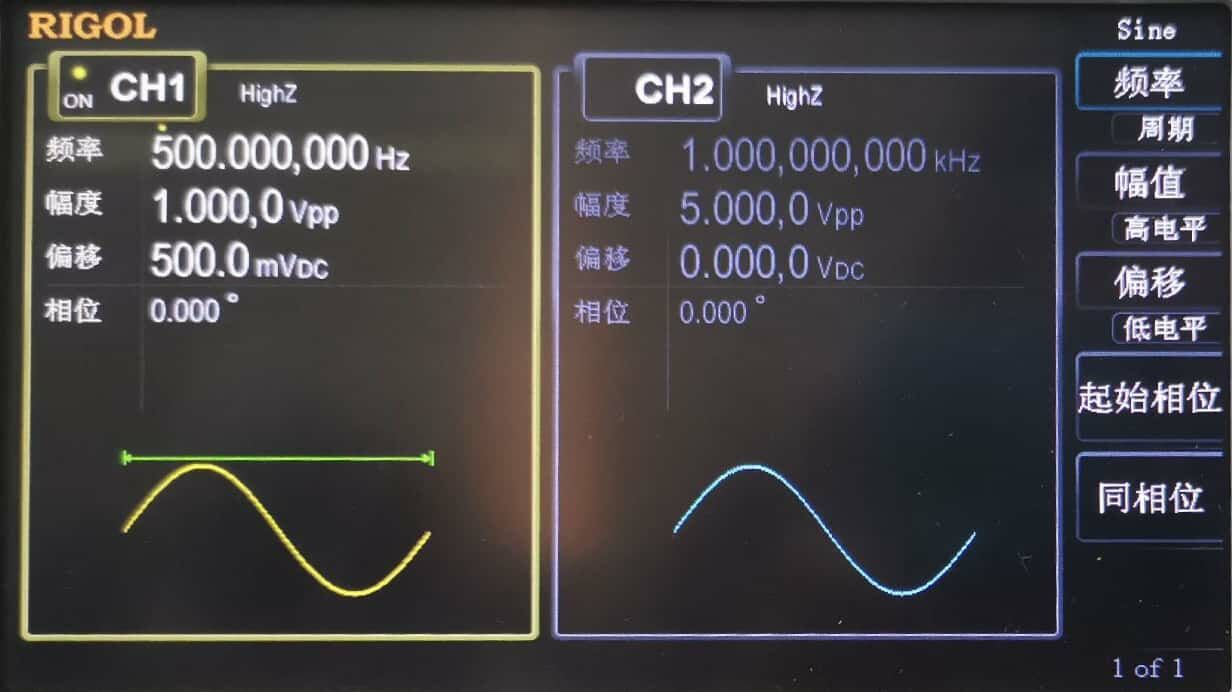 RIGOL
Sine
ON CH1 HighZ
频率 500.000,000 Hz
幅度 1.000,0 Vpp
偏移 500.0 mVDC
相位 0.000 °
CH2 HighZ
频率 1.000,000,000 kHz
幅度 5.000,0 Vpp
偏移 0.000,0 VDC
相位 0.000 °
频率
周期
幅值
高电平
偏移
低电平
起始相位
同相位
1 of 1